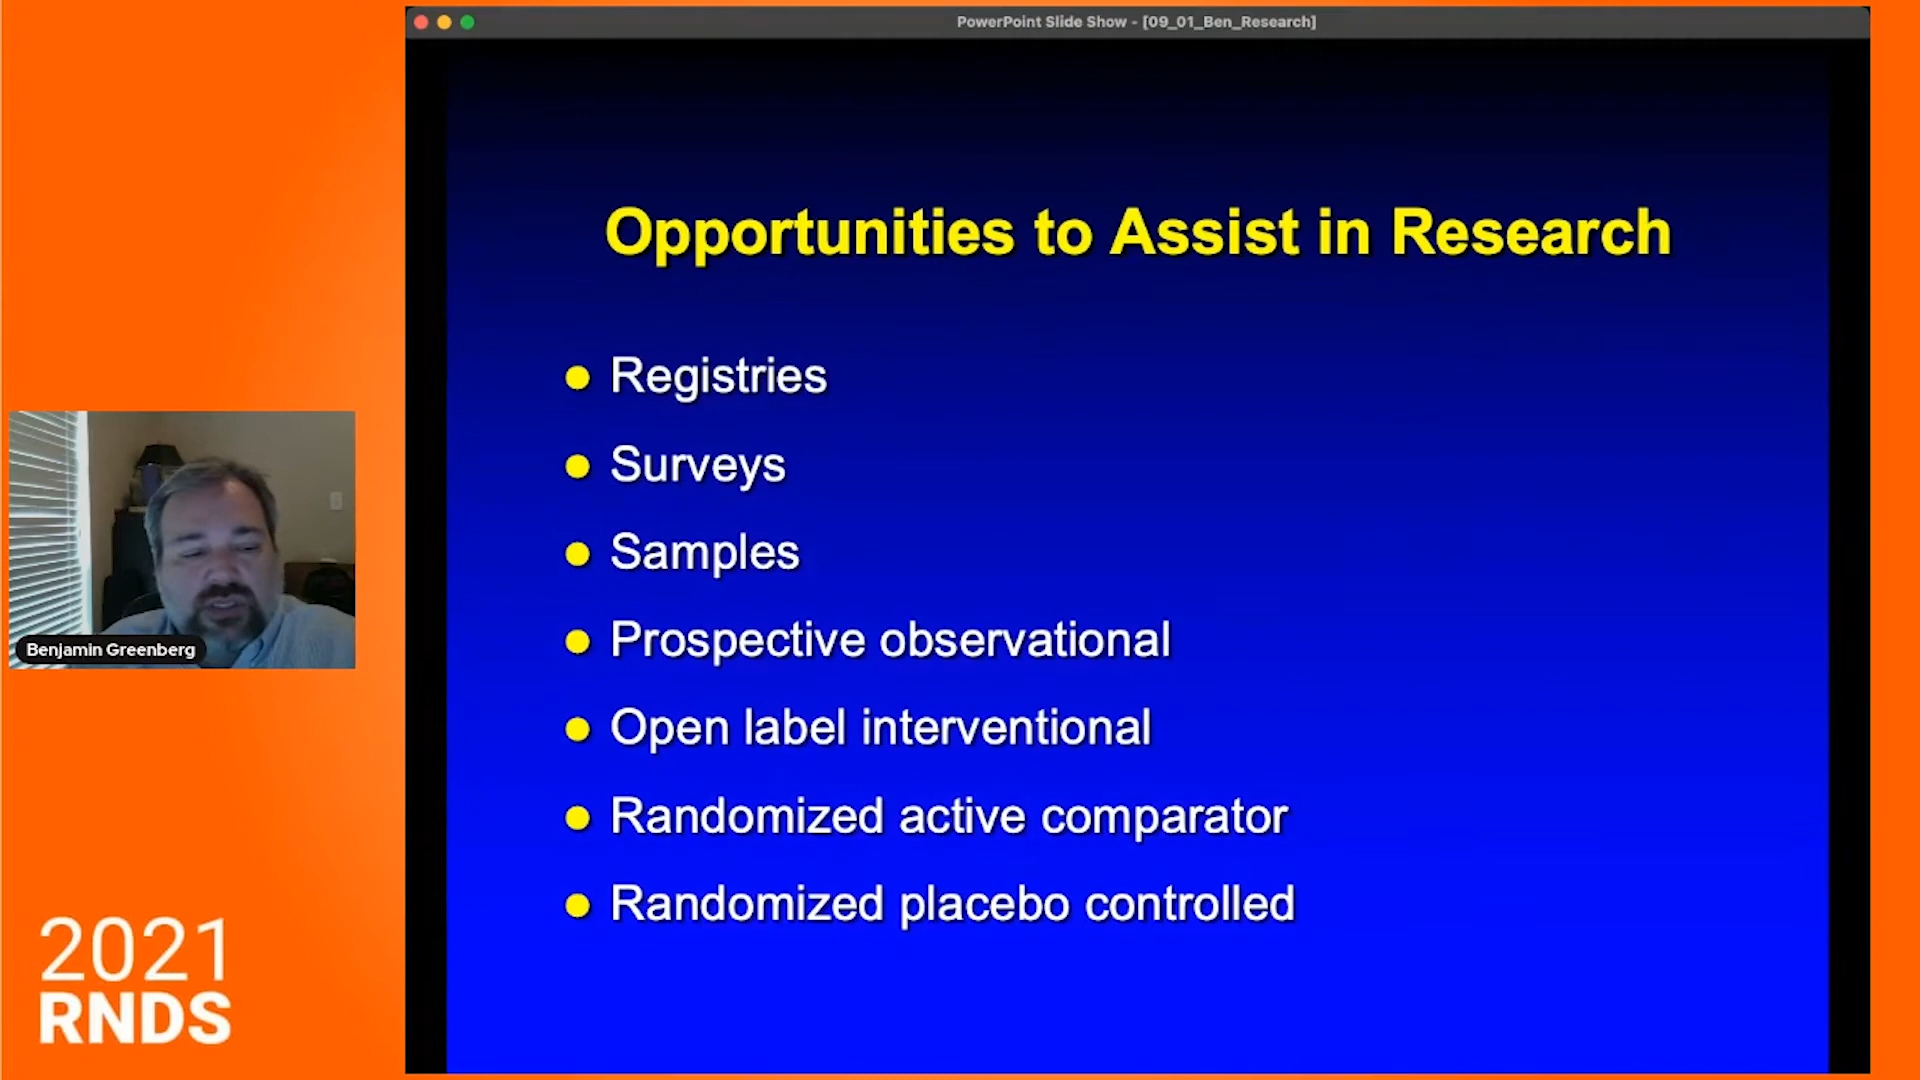 PowerPoint Slide Show - [09_01_Ben_Research]
Opportunities to Assist in Research
Registries
Surveys
Samples
Prospective observational
Open label interventional
Randomized active comparator
Randomized placebo controlled
Benjamin Greenberg
2021
RNDS